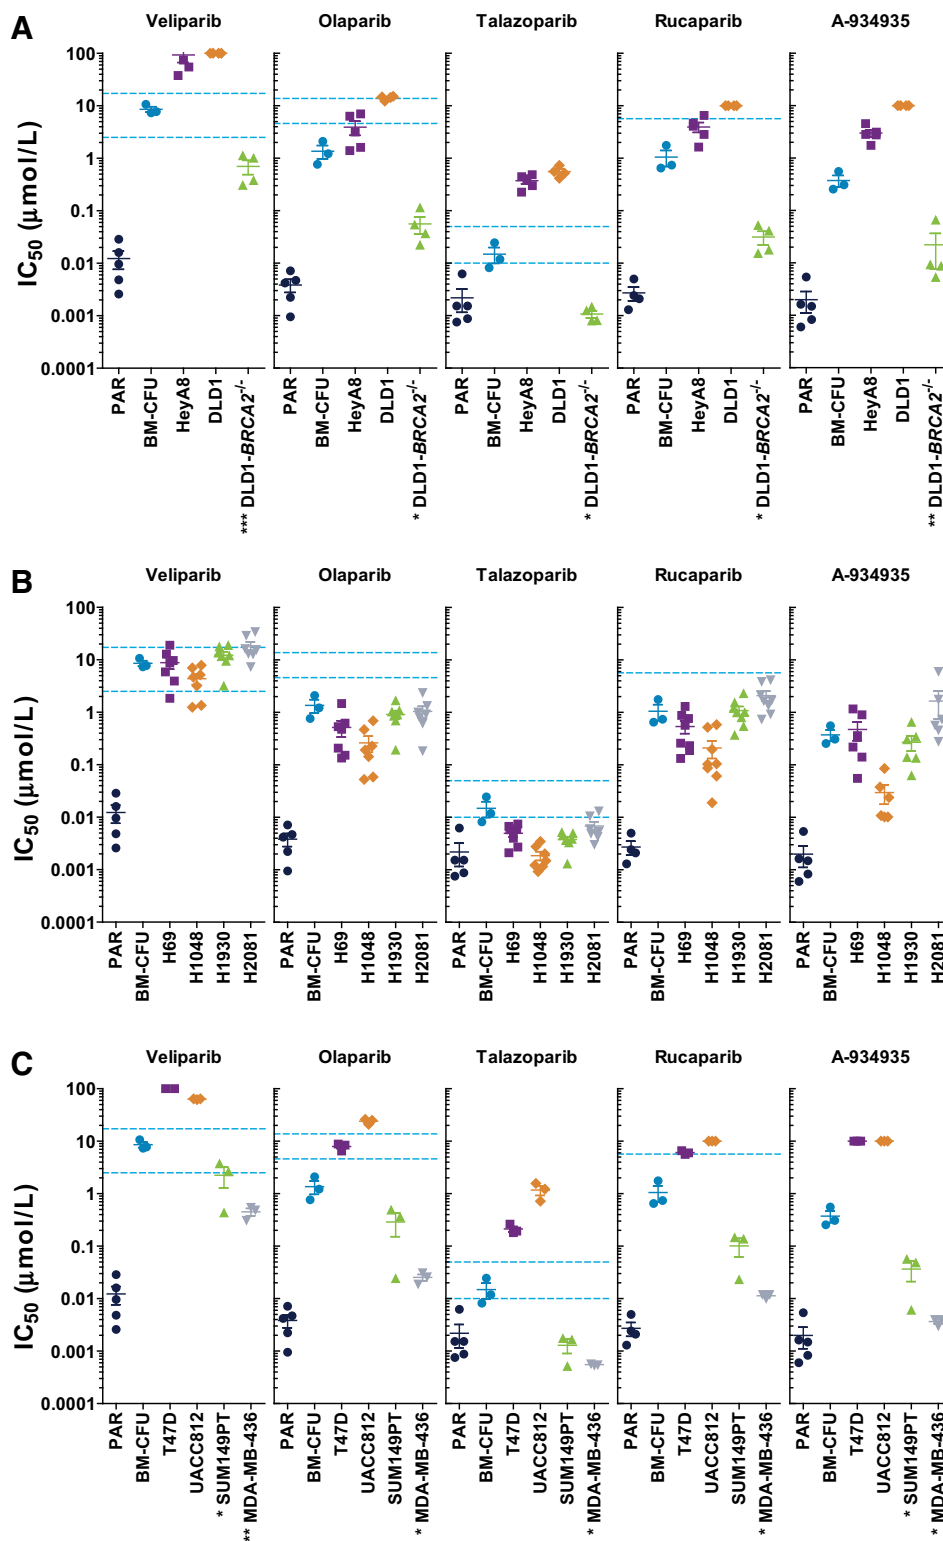 A
Veliparib
Olaparib
Talazoparib
Rucaparib
A-934935
IC50 (μmol/L)
100
10
1
0.1
0.01
0.001
0.0001
PAR
BM-CFU
HeyA8
DLD1
*** DLD1-BRCA2-/-
PAR
BM-CFU
HeyA8
DLD1
* DLD1-BRCA2-/-
PAR
BM-CFU
HeyA8
DLD1
* DLD1-BRCA2-/-
PAR
BM-CFU
HeyA8
DLD1
* DLD1-BRCA2-/-
PAR
BM-CFU
HeyA8
DLD1
** DLD1-BRCA2-/-
B
Veliparib
Olaparib
Talazoparib
Rucaparib
A-934935
IC50 (μmol/L)
100
10
1
0.1
0.01
0.001
0.0001
PAR
BM-CFU
H69
H1048
H1930
H2081
PAR
BM-CFU
H69
H1048
H1930
H2081
PAR
BM-CFU
H69
H1048
H1930
H2081
PAR
BM-CFU
H69
H1048
H1930
H2081
PAR
BM-CFU
H69
H1048
H1930
H2081
C
Veliparib
Olaparib
Talazoparib
Rucaparib
A-934935
IC50 (μmol/L)
100
10
1
0.1
0.01
0.001
0.0001
PAR
BM-CFU
T47D
UACC812
* SUM149PT
** MDA-MB-436
PAR
BM-CFU
T47D
UACC812
SUM149PT
* MDA-MB-436
PAR
BM-CFU
T47D
UACC812
SUM149PT
* MDA-MB-436
PAR
BM-CFU
T47D
UACC812
SUM149PT
* MDA-MB-436
PAR
BM-CFU
T47D
UACC812
* SUM149PT
* MDA-MB-436